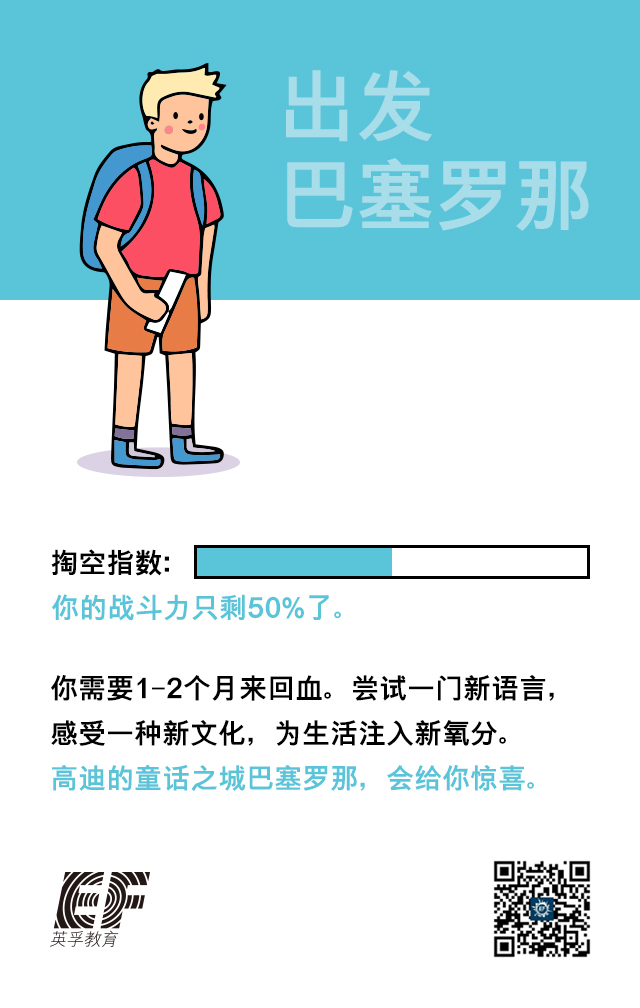 出发
巴塞罗那
掏空指数:
你的战斗力只剩50%了。
你需要1-2个月来回血。尝试一门新语言，
感受一种新文化，为生活注入新氧分。
高迪的童话之城巴塞罗那，会给你惊喜。
EF
英孚教育